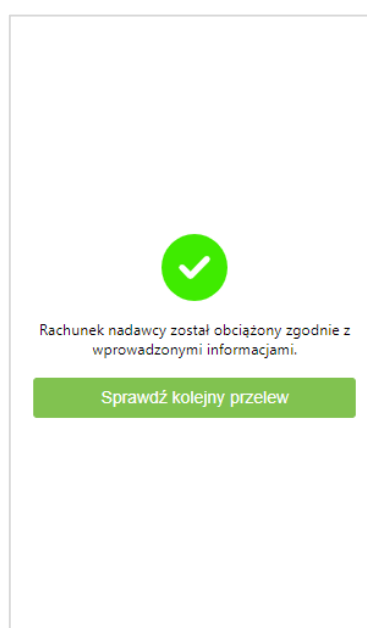 Rachunek nadawcy został obciążony zgodnie z
wprowadzonymi informacjami.
Sprawdź kolejny przelew